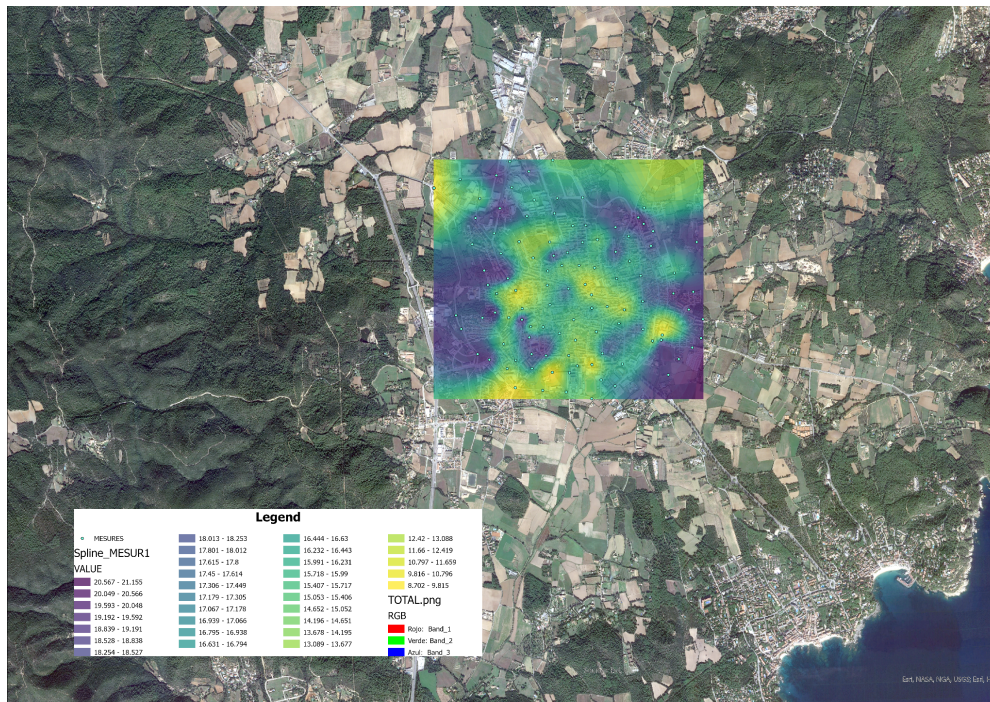 Legend
MESURES
Spline_MESUR1
VALUE
20.567 - 21.155
20.049 - 20.566
19.593 - 20.048
19.192 - 19.592
18.839 - 19.191
18.528 - 18.838
18.254 - 18.527
18.013 - 18.253
17.801 - 18.012
17.615 - 17.8
17.45 - 17.614
17.306 - 17.449
17.179 - 17.305
17.067 - 17.178
16.939 - 17.066
16.795 - 16.938
16.631 - 16.794
16.444 - 16.63
16.232 - 16.443
15.991 - 16.231
15.718 - 15.99
15.407 - 15.717
15.053 - 15.406
14.652 - 15.052
14.196 - 14.651
13.678 - 14.195
13.089 - 13.677
12.42 - 13.088
11.66 - 12.419
10.797 - 11.659
9.816 - 10.796
8.702 - 9.815
TOTAL.png
RGB
Rojo: Band_1
Verde: Band_2
Azul: Band_3
Esri, NASA, NGA, USGS; Esri,